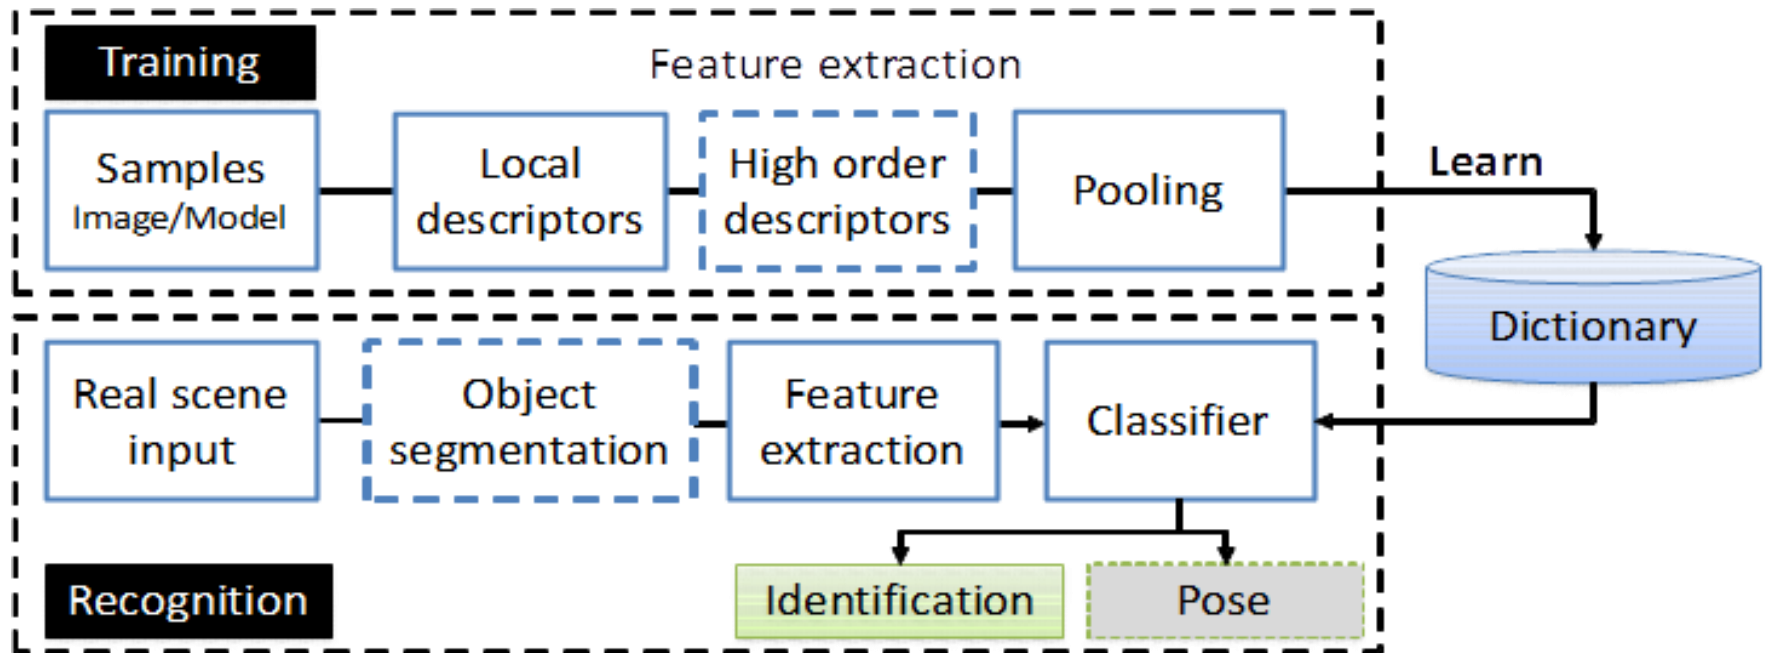 Training
Feature extraction
Samples
Image/Model
Local
descriptors
High order
descriptors
Pooling
Learn
Dictionary
Real scene
input
Object
segmentation
Feature
extraction
Classifier
Recognition
Identification
Pose